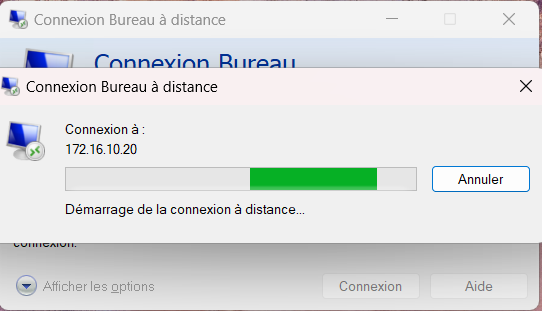 Connexion Bureau à distance
Connexion Bureau
Connexion Bureau à distance
Connexion à :
172.16.10.20
Annuler
Démarrage de la connexion à distance...
connexion.
Afficher les options
Connexion
Aide